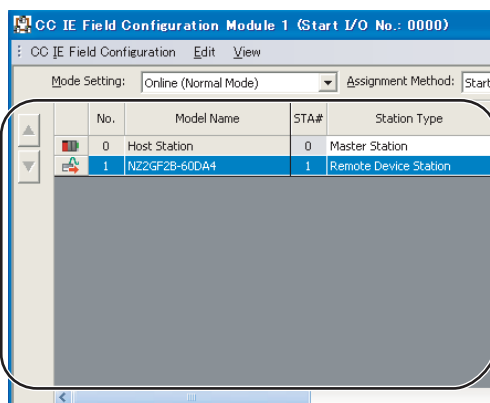 CC IE Field Configuration Module 1 (Start I/O No.: 0000)
CC IE Field Configuration Edit View
Mode Setting: Online (Normal Mode) Assignment Method: Start
No. Model Name STA# Station Type
0 Host Station 0 Master Station
1 NZ2GF2B-60DA4 1 Remote Device Station